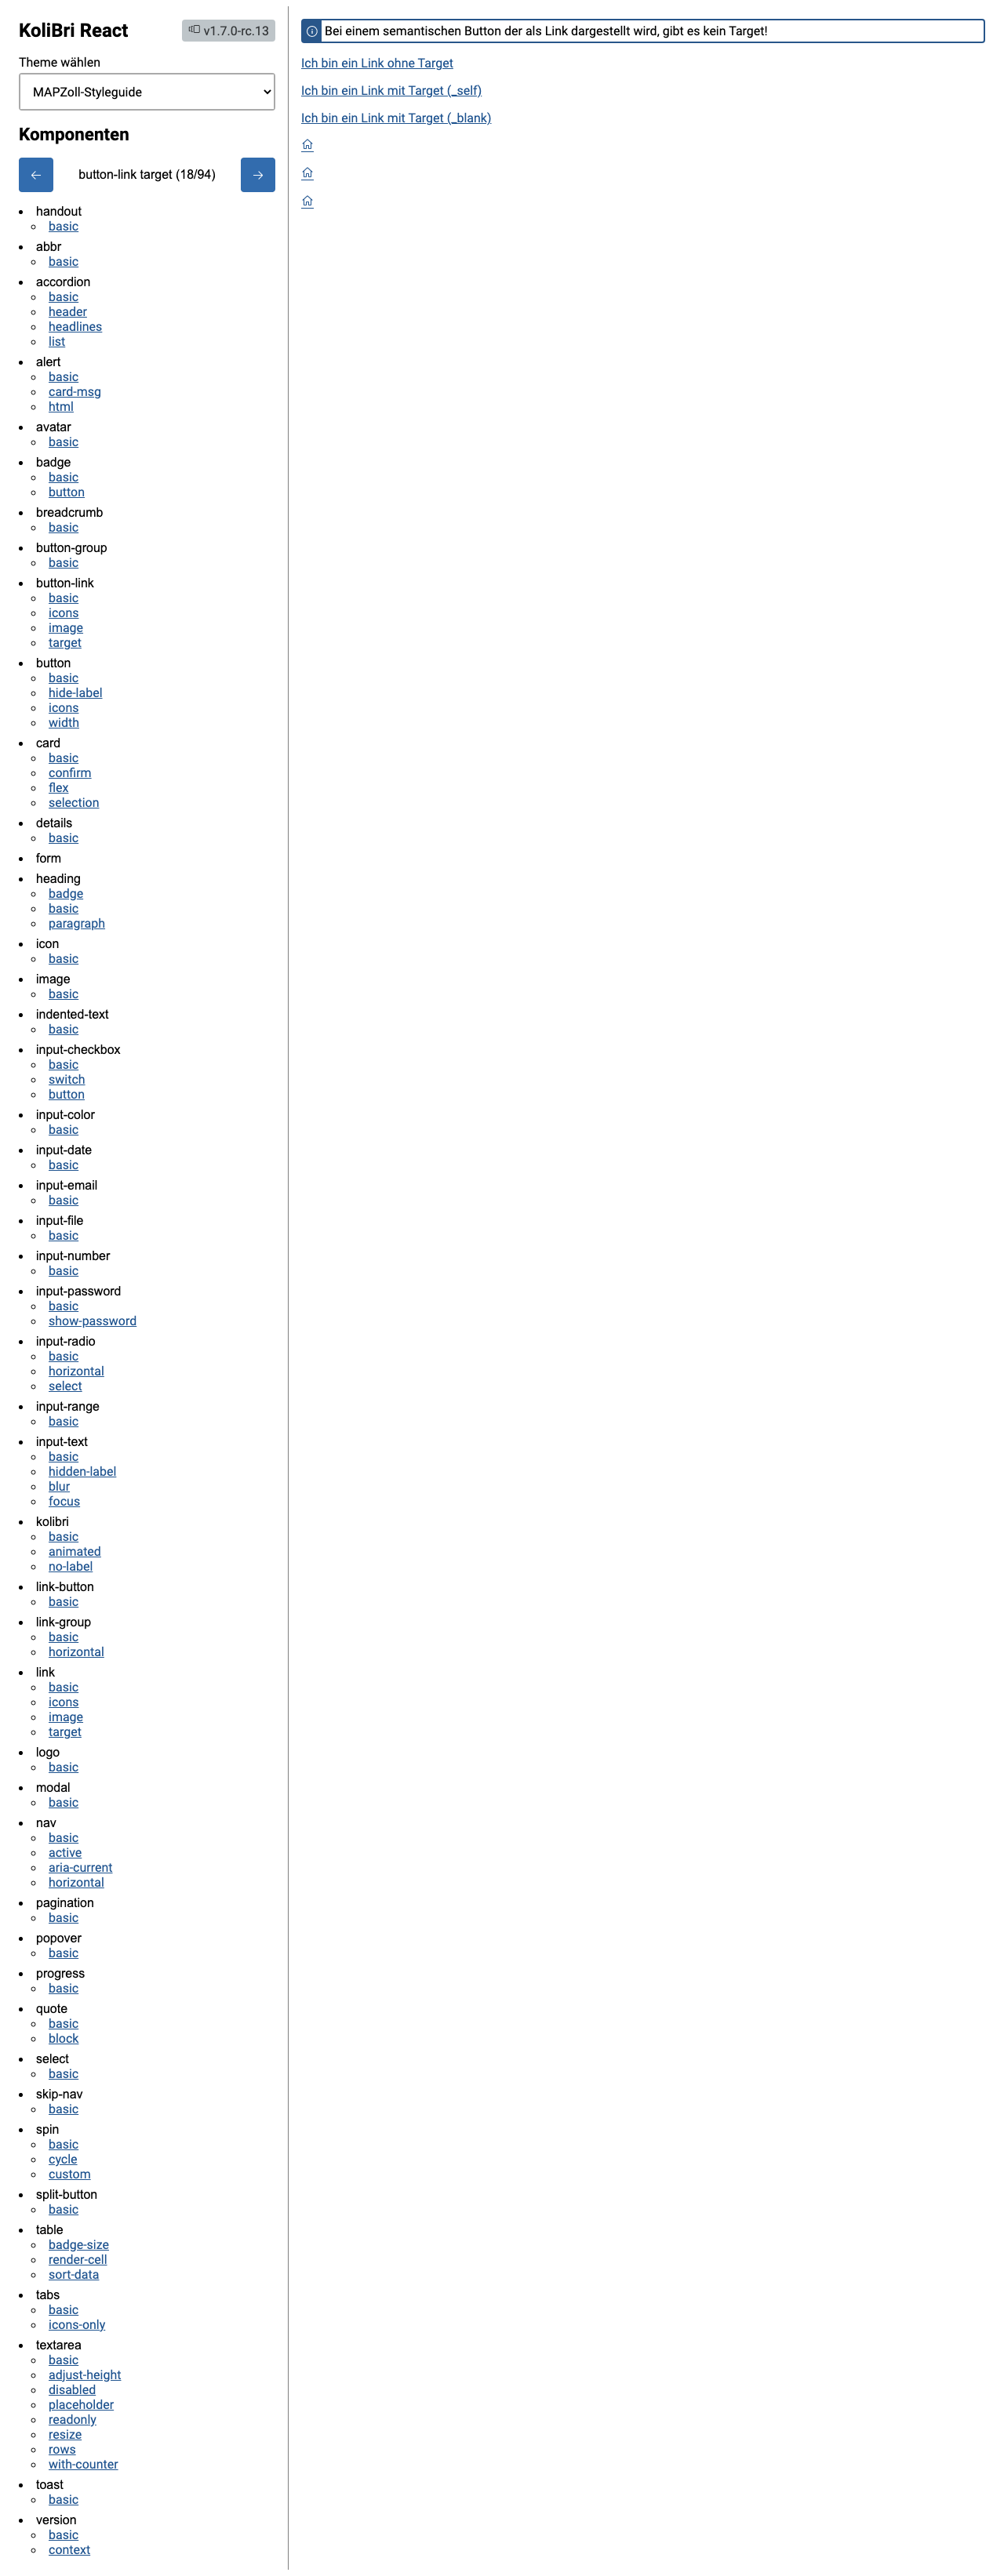 KoliBri React
v1.7.0-rc.13
Theme wählen
MAPZoll-Styleguide
Komponenten
button-link target (18/94)
handout
basic
abbr
basic
accordion
basic
header
headlines
list
alert
basic
card-msg
html
avatar
basic
badge
basic
button
breadcrumb
basic
button-group
basic
button-link
basic
icons
image
target
button
basic
hide-label
icons
width
card
basic
confirm
flex
selection
details
basic
form
heading
badge
basic
paragraph
icon
basic
image
basic
indented-text
basic
input-checkbox
basic
switch
button
input-color
basic
input-date
basic
input-email
basic
input-file
basic
input-number
basic
input-password
basic
show-password
input-radio
basic
horizontal
select
input-range
basic
input-text
basic
hidden-label
blur
focus
kolibri
basic
animated
no-label
link-button
basic
link-group
basic
horizontal
link
basic
icons
image
target
logo
basic
modal
basic
nav
basic
active
aria-current
horizontal
pagination
basic
popover
basic
progress
basic
quote
basic
block
select
basic
skip-nav
basic
spin
basic
cycle
custom
split-button
basic
table
badge-size
render-cell
sort-data
tabs
basic
icons-only
textarea
basic
adjust-height
disabled
placeholder
readonly
resize
rows
with-counter
toast
basic
version
basic
context
Bei einem semantischen Button der als Link dargestellt wird, gibt es kein Target!
Ich bin ein Link ohne Target
Ich bin ein Link mit Target (_self)
Ich bin ein Link mit Target (_blank)